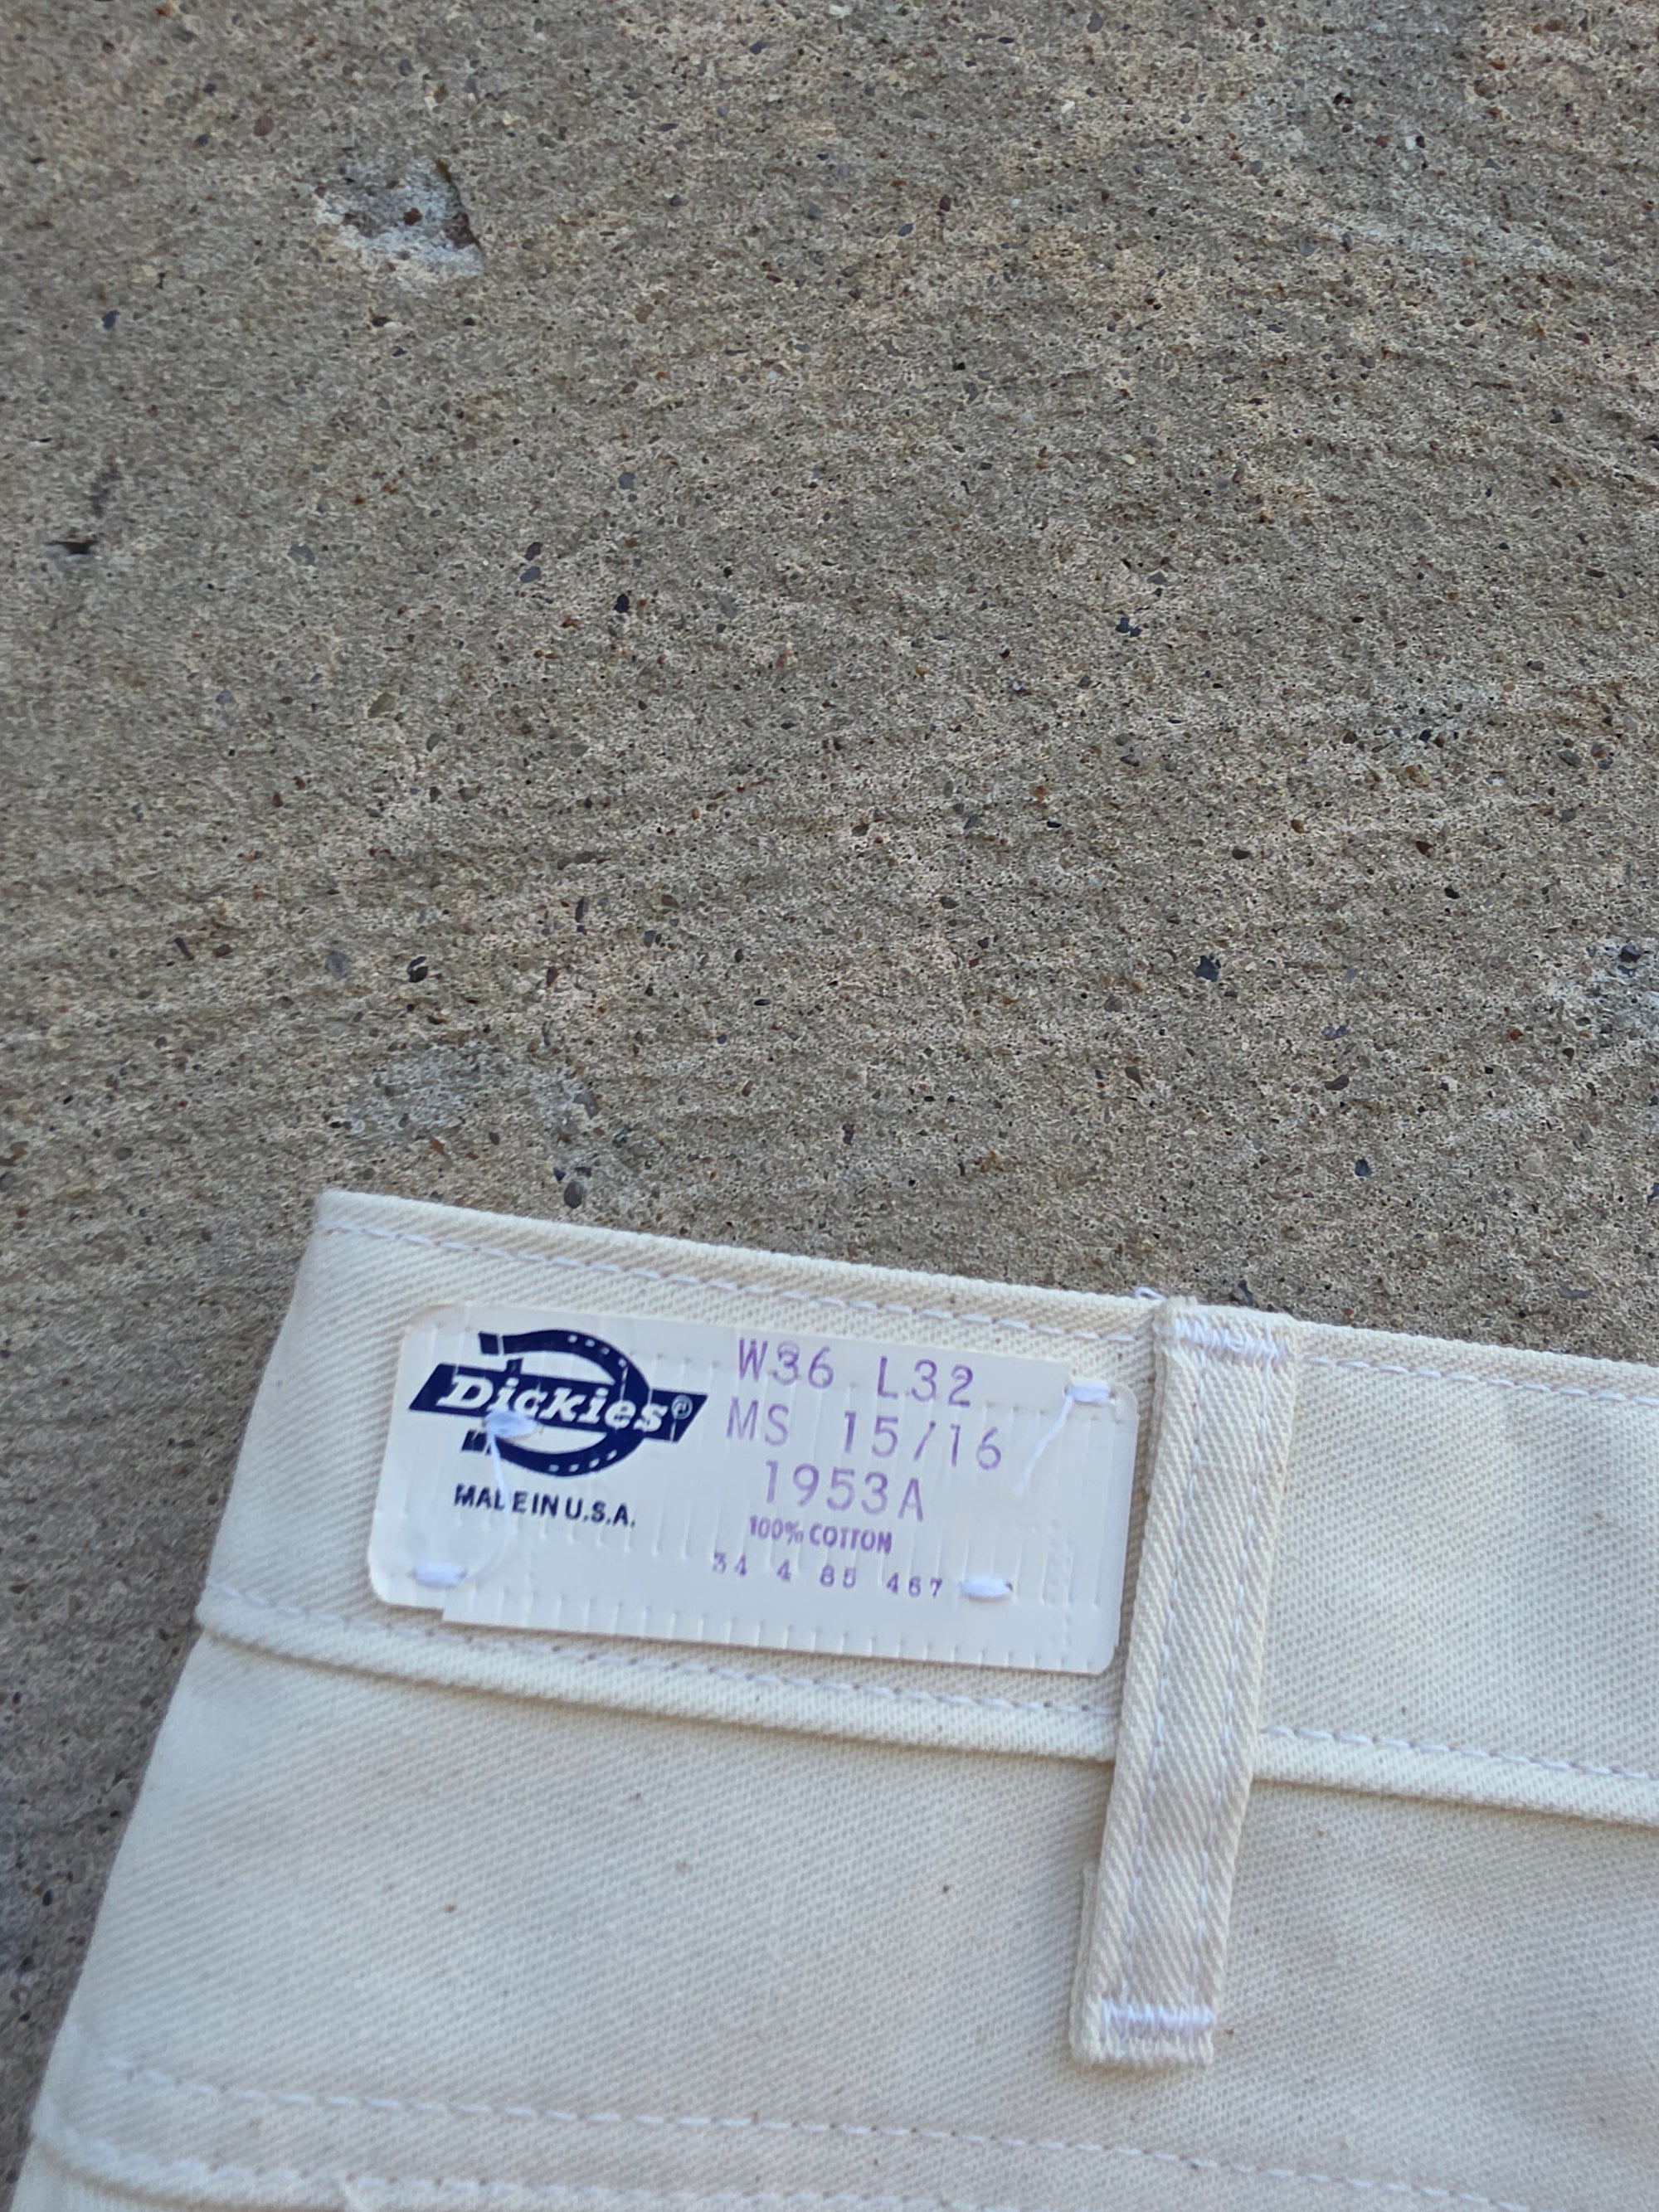 Dickies®
MADE IN U.S.A.
W36 L32
MS 15/16
1953A
100% COTTON
34 4 85 467